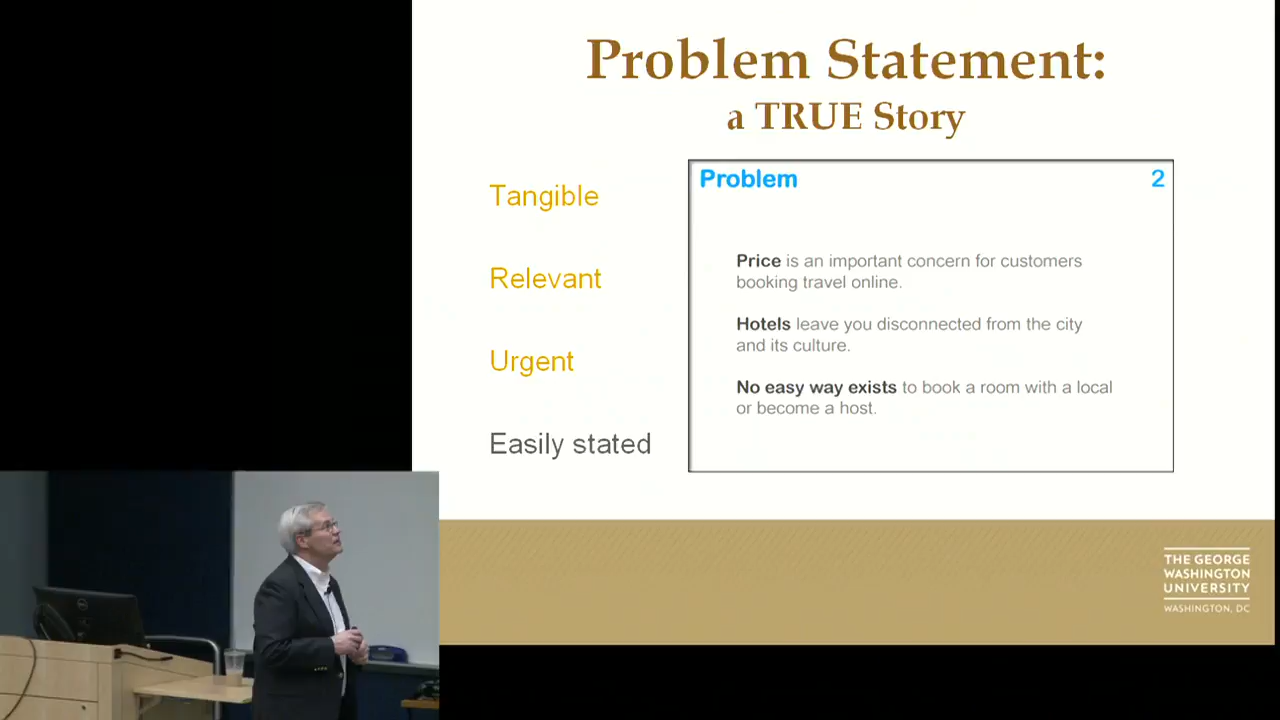 Problem Statement:
a TRUE Story
Tangible
Relevant
Urgent
Easily stated
Problem 2
Price is an important concern for customers
booking travel online.
Hotels leave you disconnected from the city
and its culture.
No easy way exists to book a room with a local
or become a host.
THE GEORGE
WASHINGTON
UNIVERSITY
WASHINGTON, DC